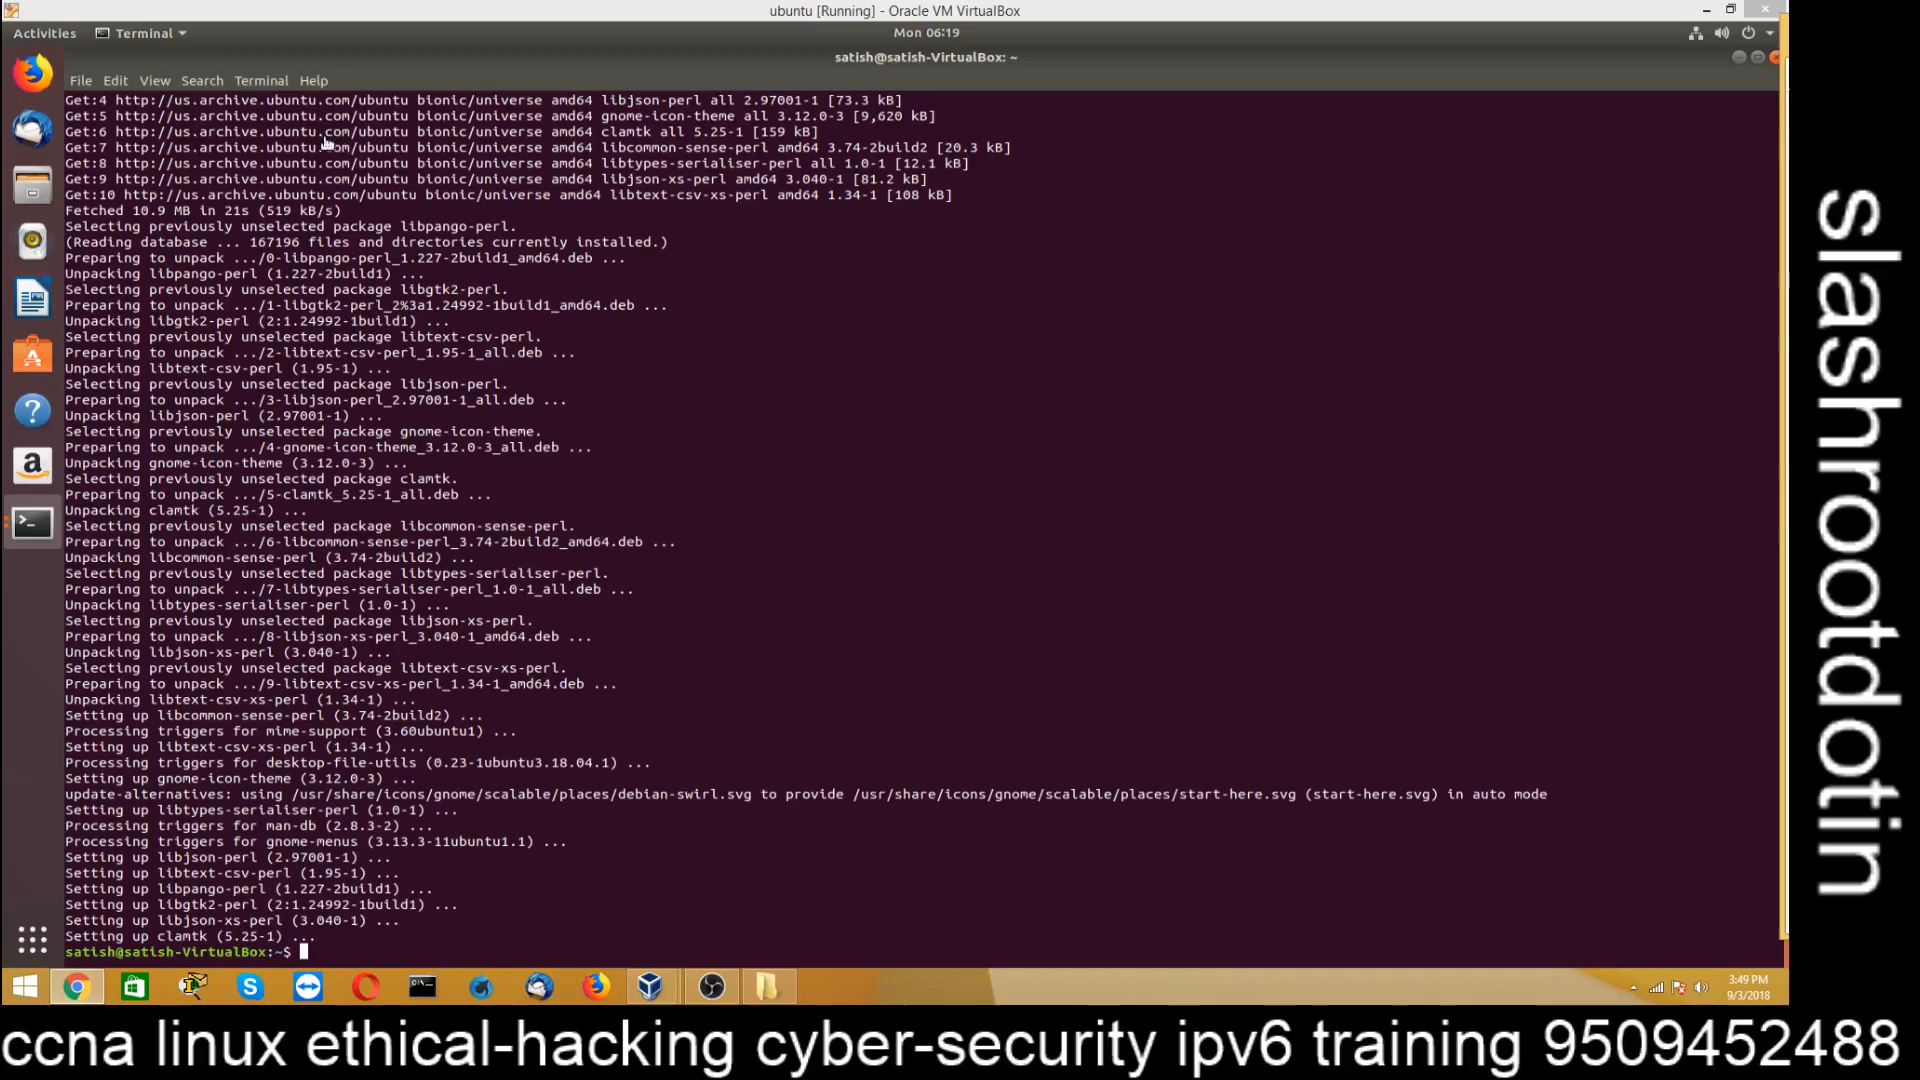 ubuntu [Running] - Oracle VM VirtualBox
Activities Terminal Mon 06:19
satish@satish-VirtualBox: ~
File Edit View Search Terminal Help
Get:4 http://us.archive.ubuntu.com/ubuntu bionic/universe amd64 libjson-perl all 2.97001-1 [73.3 kB]
Get:5 http://us.archive.ubuntu.com/ubuntu bionic/universe amd64 gnome-icon-theme all 3.12.0-3 [9,620 kB]
Get:6 http://us.archive.ubuntu.com/ubuntu bionic/universe amd64 clamtk all 5.25-1 [159 kB]
Get:7 http://us.archive.ubuntu.com/ubuntu bionic/universe amd64 libcommon-sense-perl amd64 3.74-2build2 [20.3 kB]
Get:8 http://us.archive.ubuntu.com/ubuntu bionic/universe amd64 libtypes-serialiser-perl all 1.0-1 [12.1 kB]
Get:9 http://us.archive.ubuntu.com/ubuntu bionic/universe amd64 libjson-xs-perl amd64 3.040-1 [81.2 kB]
Get:10 http://us.archive.ubuntu.com/ubuntu bionic/universe amd64 libtext-csv-xs-perl amd64 1.34-1 [108 kB]
Fetched 10.9 MB in 21s (519 kB/s)
Selecting previously unselected package libpango-perl.
(Reading database ... 167196 files and directories currently installed.)
Preparing to unpack .../0-libpango-perl_1.227-2build1_amd64.deb ...
Unpacking libpango-perl (1.227-2build1) ...
Selecting previously unselected package libgtk2-perl.
Preparing to unpack .../1-libgtk2-perl_2%3a1.24992-1build1_amd64.deb ...
Unpacking libgtk2-perl (2:1.24992-1build1) ...
Selecting previously unselected package libtext-csv-perl.
Preparing to unpack .../2-libtext-csv-perl_1.95-1_all.deb ...
Unpacking libtext-csv-perl (1.95-1) ...
Selecting previously unselected package libjson-perl.
Preparing to unpack .../3-libjson-perl_2.97001-1_all.deb ...
Unpacking libjson-perl (2.97001-1) ...
Selecting previously unselected package gnome-icon-theme.
Preparing to unpack .../4-gnome-icon-theme_3.12.0-3_all.deb ...
Unpacking gnome-icon-theme (3.12.0-3) ...
Selecting previously unselected package clamtk.
Preparing to unpack .../5-clamtk_5.25-1_all.deb ...
Unpacking clamtk (5.25-1) ...
Selecting previously unselected package libcommon-sense-perl.
Preparing to unpack .../6-libcommon-sense-perl_3.74-2build2_amd64.deb ...
Unpacking libcommon-sense-perl (3.74-2build2) ...
Selecting previously unselected package libtypes-serialiser-perl.
Preparing to unpack .../7-libtypes-serialiser-perl_1.0-1_all.deb ...
Unpacking libtypes-serialiser-perl (1.0-1) ...
Selecting previously unselected package libjson-xs-perl.
Preparing to unpack .../8-libjson-xs-perl_3.040-1_amd64.deb ...
Unpacking libjson-xs-perl (3.040-1) ...
Selecting previously unselected package libtext-csv-xs-perl.
Preparing to unpack .../9-libtext-csv-xs-perl_1.34-1_amd64.deb ...
Unpacking libtext-csv-xs-perl (1.34-1) ...
Setting up libcommon-sense-perl (3.74-2build2) ...
Processing triggers for mime-support (3.60ubuntu1) ...
Setting up libtext-csv-xs-perl (1.34-1) ...
Processing triggers for desktop-file-utils (0.23-1ubuntu3.18.04.1) ...
Setting up gnome-icon-theme (3.12.0-3) ...
update-alternatives: using /usr/share/icons/gnome/scalable/places/debian-swirl.svg to provide /usr/share/icons/gnome/scalable/places/start-here.svg (start-here.svg) in auto mode
Setting up libtypes-serialiser-perl (1.0-1) ...
Processing triggers for man-db (2.8.3-2) ...
Processing triggers for gnome-menus (3.13.3-11ubuntu1.1) ...
Setting up libjson-perl (2.97001-1) ...
Setting up libtext-csv-perl (1.95-1) ...
Setting up libpango-perl (1.227-2build1) ...
Setting up libgtk2-perl (2:1.24992-1build1) ...
Setting up libjson-xs-perl (3.040-1) ...
Setting up clamtk (5.25-1) ...
satish@satish-VirtualBox:~$
3:49 PM
9/3/2018
slashrootdotin
ccna linux ethical-hacking cyber-security ipv6 training 9509452488